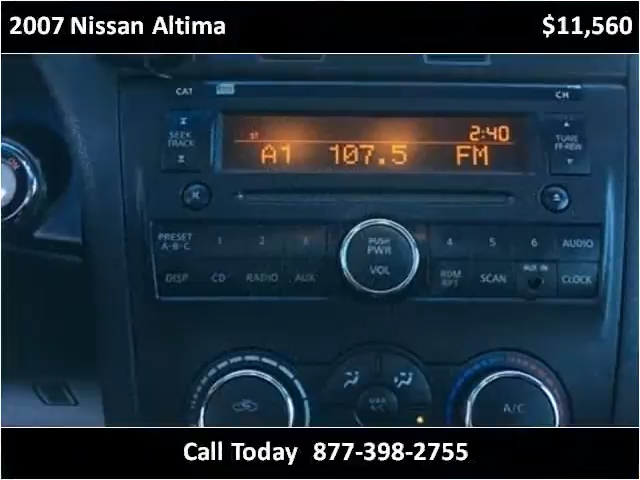 2007 Nissan Altima $11,560
CAT CH
SEEK
TRACK
2:40
ST
A1 107.5 FM
TUNE
FF·REW
PRESET
A·B·C
1 2 3
PUSH
PWR
VOL
4 5 6 AUDIO
DISP CD RADIO AUX
RDM
RPT
SCAN
AUX IN
CLOCK
A/C
Call Today 877-398-2755